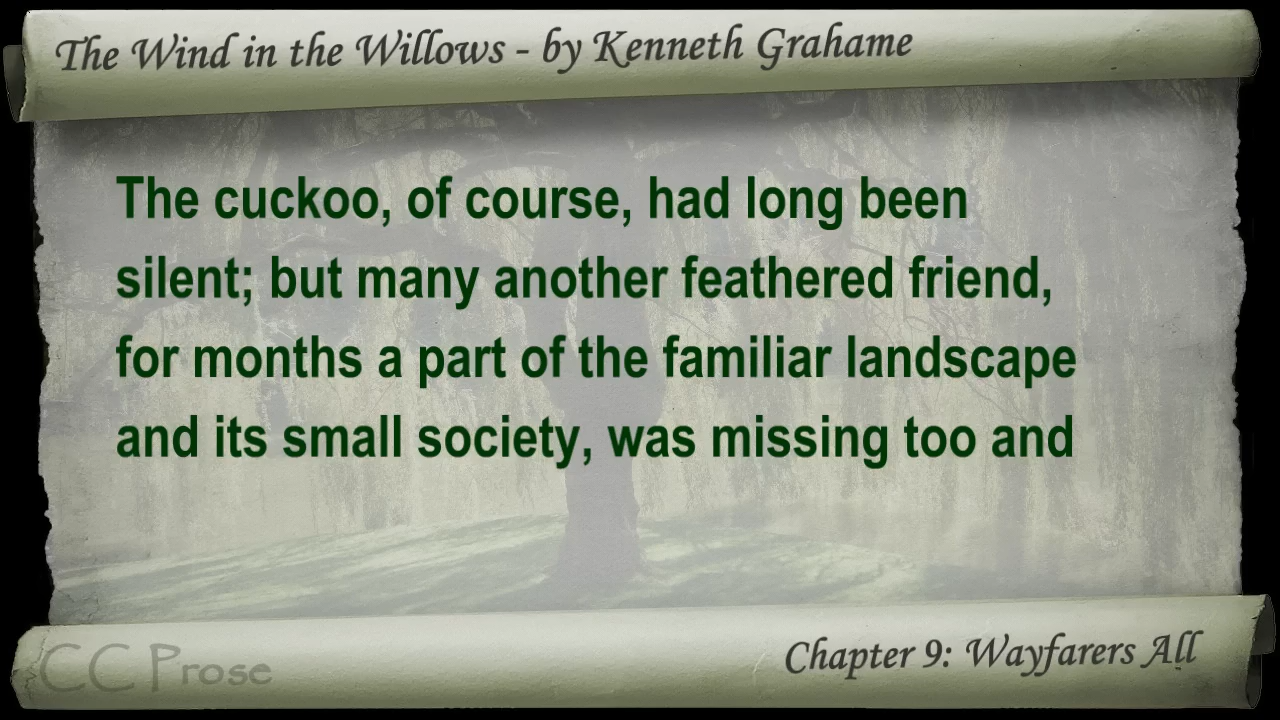 The Wind in the Willows - by Kenneth Grahame
The cuckoo, of course, had long been
silent; but many another feathered friend,
for months a part of the familiar landscape
and its small society, was missing too and
CC Prose
Chapter 9: Wayfarers All